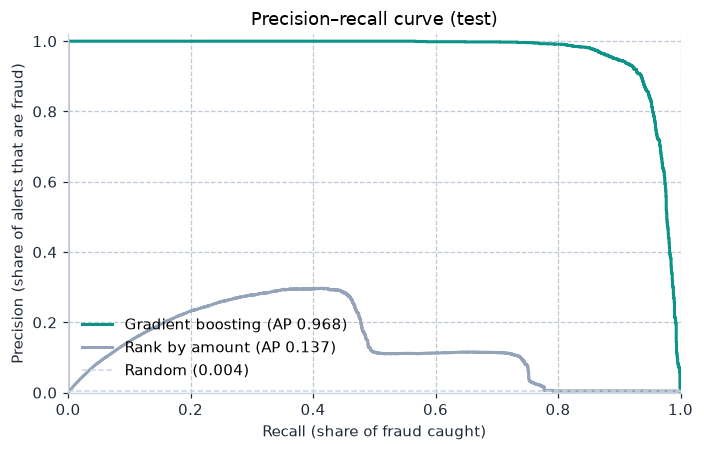 Precision–recall curve (test)
Precision (share of alerts that are fraud)
1.0
0.8
0.6
0.4
0.2
0.0
Gradient boosting (AP 0.968)
Rank by amount (AP 0.137)
Random (0.004)
0.0 0.2 0.4 0.6 0.8 1.0
Recall (share of fraud caught)